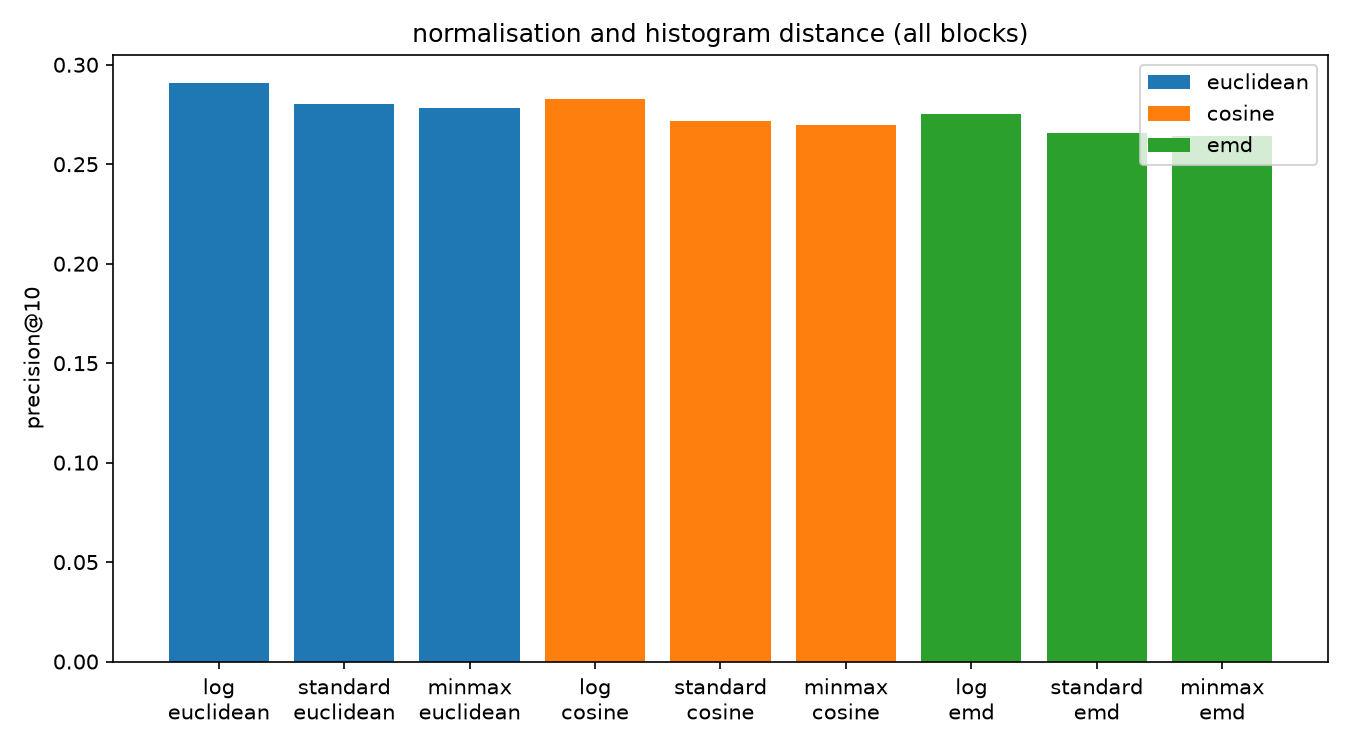 normalisation and histogram distance (all blocks)
precision@10
0.30
0.25
0.20
0.15
0.10
0.05
0.00
euclidean
cosine
emd
log
euclidean
standard
euclidean
minmax
euclidean
log
cosine
standard
cosine
minmax
cosine
log
emd
standard
emd
minmax
emd